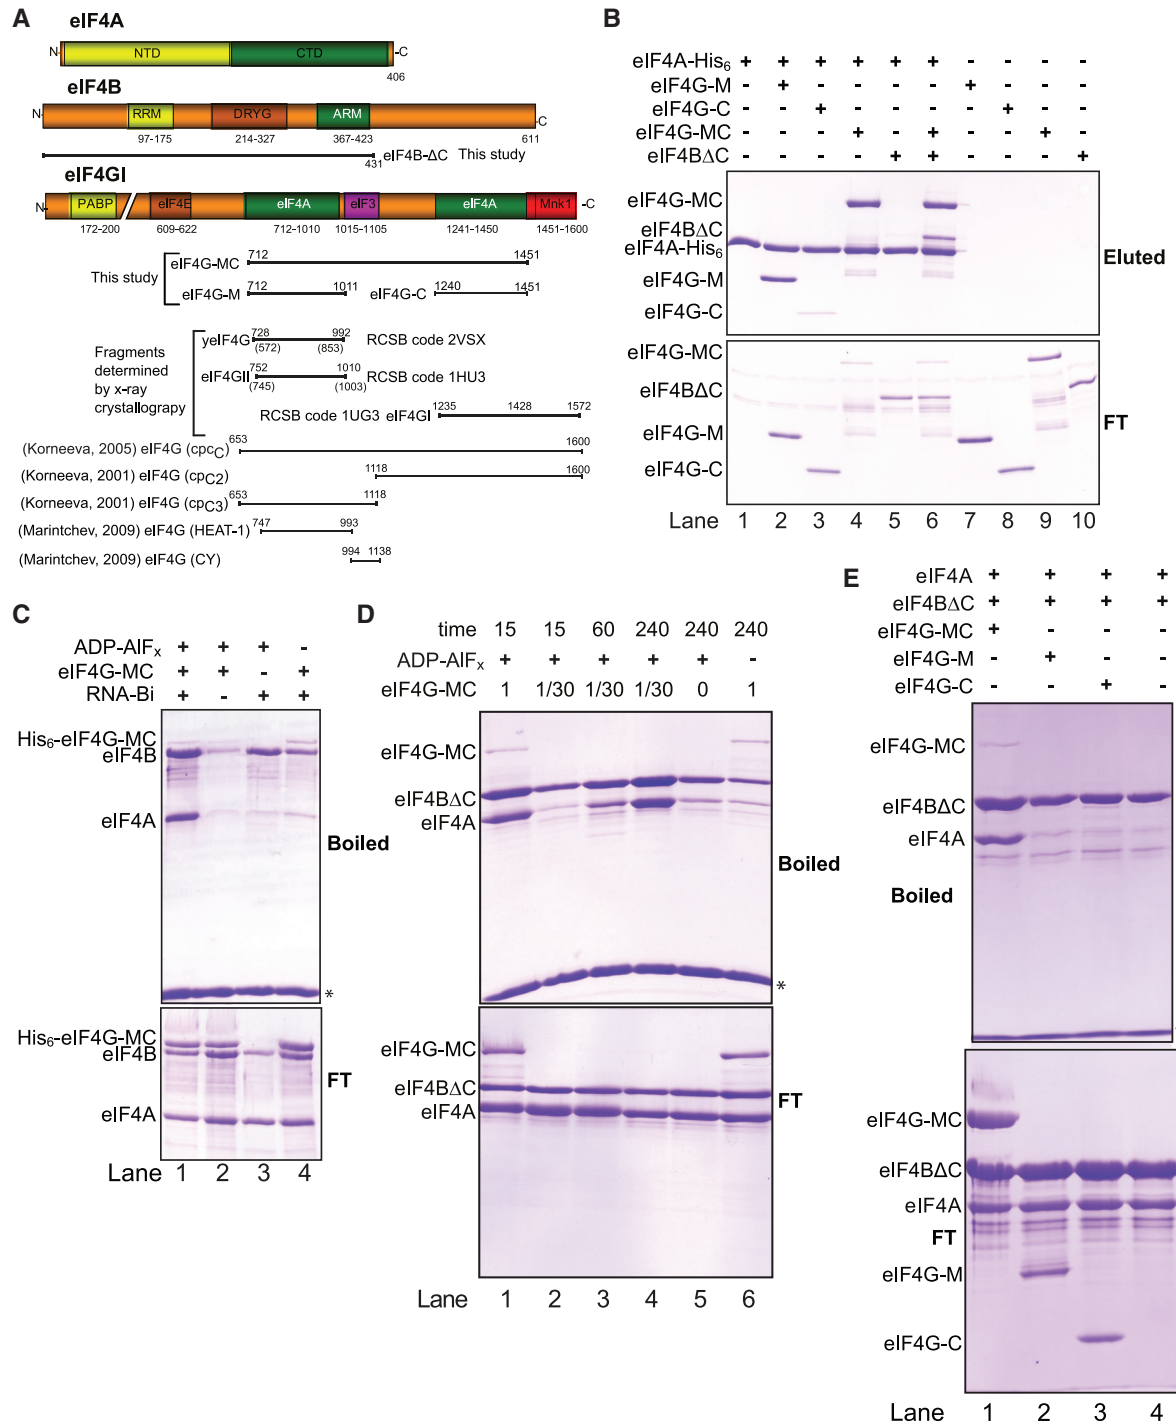 A
eIF4A
N-
NTD
CTD
-C
406
eIF4B
N
RRM
DRYG
ARM
-C
97-175
214-327
367-423
611
431
eIF4B-ΔC
This study
eIF4GI
N-
PABP
eIF4E
eIF4A
eIF3
eIF4A
Mnk1
-C
172-200
609-622
712-1010
1015-1105
1241-1450
1451-1600
This study
eIF4G-MC
712
1451
eIF4G-M
712
1011
eIF4G-C
1240
1451
Fragments
determined
by x-ray
crystallograpy
yeIF4G
728
992
(572)
(853)
RCSB code 2VSX
eIF4GII
752
1010
(745)
(1003)
RCSB code 1HU3
RCSB code 1UG3 eIF4GI
1235
1428
1572
(Korneeva, 2005) eIF4G (cpcC)
653
1600
(Korneeva, 2001) eIF4G (cpC2)
1118
1600
(Korneeva, 2001) eIF4G (cpC3)
653
1118
(Marintchev, 2009) eIF4G (HEAT-1)
747
993
(Marintchev, 2009) eIF4G (CY)
994
1138
B
eIF4A-His6 + + + + + + - - - -
eIF4G-M - + - - - - + - - -
eIF4G-C - - + - - - - + - -
eIF4G-MC - - - + - + - - + -
eIF4BΔC - - - - + + - - - +
eIF4G-MC
eIF4BΔC
eIF4A-His6
eIF4G-M
eIF4G-C
Eluted
eIF4G-MC
eIF4BΔC
eIF4G-M
eIF4G-C
FT
Lane 1 2 3 4 5 6 7 8 9 10
C
ADP-AlFx + + + -
eIF4G-MC + + - +
RNA-Bi + - + +
His6-eIF4G-MC
eIF4B
eIF4A
Boiled
*
His6-eIF4G-MC
eIF4B
eIF4A
FT
Lane 1 2 3 4
D
time 15 15 60 240 240 240
ADP-AlFx + + + + + -
eIF4G-MC 1 1/30 1/30 1/30 0 1
eIF4G-MC
eIF4BΔC
eIF4A
Boiled
*
eIF4G-MC
eIF4BΔC
eIF4A
FT
Lane 1 2 3 4 5 6
E
eIF4A + + + +
eIF4BΔC + + + +
eIF4G-MC + - - -
eIF4G-M - + - -
eIF4G-C - - + -
eIF4G-MC
eIF4BΔC
eIF4A
Boiled
eIF4G-MC
eIF4BΔC
eIF4A
FT
eIF4G-M
eIF4G-C
Lane 1 2 3 4